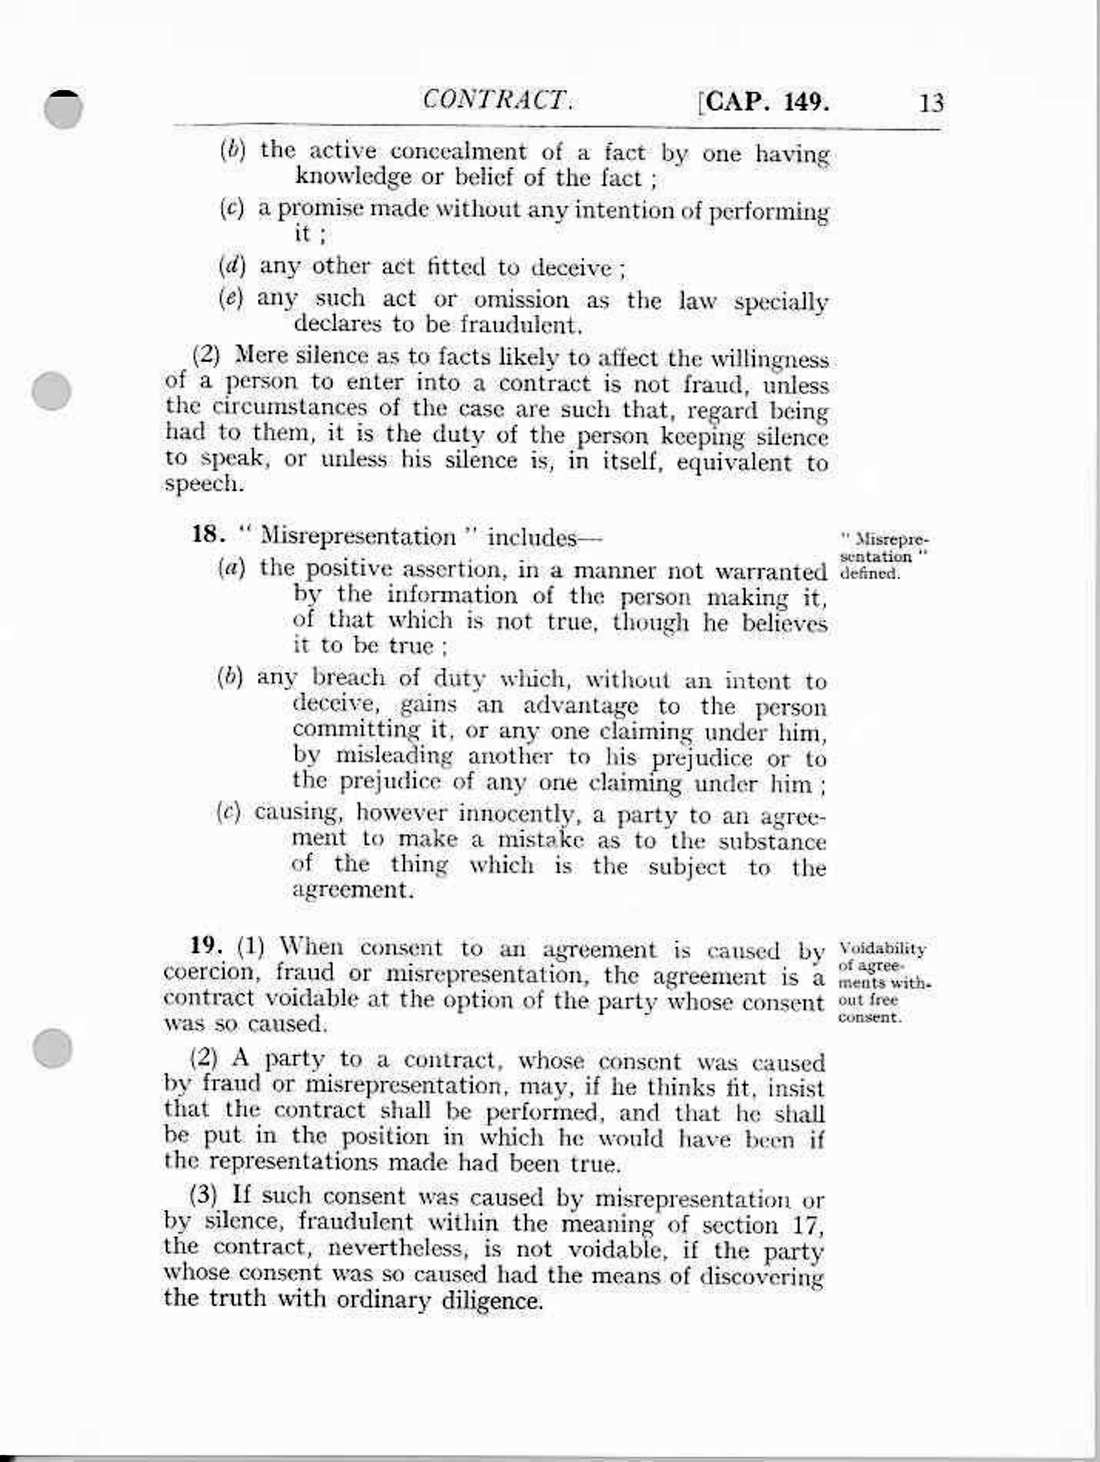 CONTRACT. [CAP. 149. 13
(b) the active concealment of a fact by one having
knowledge or belief of the fact ;
(c) a promise made without any intention of performing
it ;
(d) any other act fitted to deceive ;
(e) any such act or omission as the law specially
declares to be fraudulent.
(2) Mere silence as to facts likely to affect the willingness
of a person to enter into a contract is not fraud, unless
the circumstances of the case are such that, regard being
had to them, it is the duty of the person keeping silence
to speak, or unless his silence is, in itself, equivalent to
speech.
18. “ Misrepresentation ” includes—
(a) the positive assertion, in a manner not warranted
by the information of the person making it,
of that which is not true, though he believes
it to be true ;
(b) any breach of duty which, without an intent to
deceive, gains an advantage to the person
committing it, or any one claiming under him,
by misleading another to his prejudice or to
the prejudice of any one claiming under him ;
(c) causing, however innocently, a party to an agree-
ment to make a mistake as to the substance
of the thing which is the subject to the
agreement.
“ Misrepre-
sentation ”
defined.
19. (1) When consent to an agreement is caused by
coercion, fraud or misrepresentation, the agreement is a
contract voidable at the option of the party whose consent
was so caused.
Voidability
of agree-
ments with-
out free
consent.
(2) A party to a contract, whose consent was caused
by fraud or misrepresentation, may, if he thinks fit, insist
that the contract shall be performed, and that he shall
be put in the position in which he would have been if
the representations made had been true.
(3) If such consent was caused by misrepresentation or
by silence, fraudulent within the meaning of section 17,
the contract, nevertheless, is not voidable, if the party
whose consent was so caused had the means of discovering
the truth with ordinary diligence.